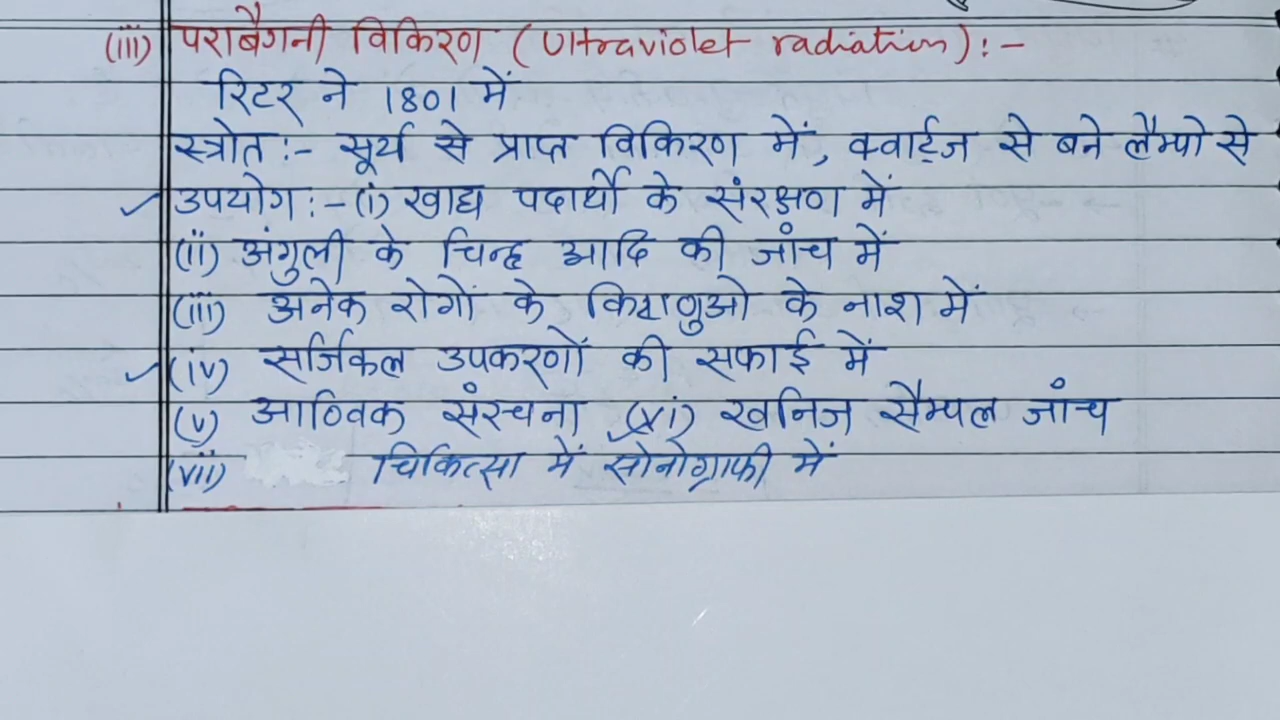 (iii) पराबैगनी विकिरण (Ultraviolet radiation):-
रिटर ने 1801 में
स्त्रोत:- सूर्य से प्राप्त विकिरण में, क्वार्ट्ज से बने लैम्पो से
उपयोग:-(i) खाद्य पदार्थो के संरक्षण में
(ii) अंगुली के चिन्ह आदि की जांच में
(iii) अनेक रोगों के किटाणुओ के नाश में
(iv) सर्जिकल उपकरणों की सफाई में
(v) आण्विक संरचना (vi) खनिज सैम्पल जांच
(vii) चिकित्सा में सोनोग्राफी में